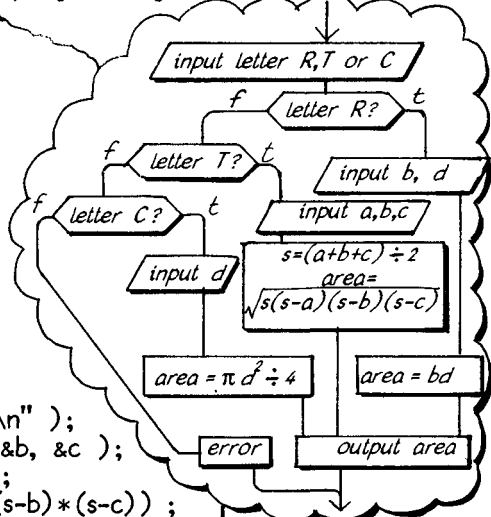 input letter R,T or C
f
letter R?
t
f
letter T?
t
input b, d
f
letter C?
t
input a,b,c
input d
s=(a+b+c) ÷ 2
area=
√s(s-a)(s-b)(s-c)
area = π d² ÷ 4
area = bd
\n" );
&b, &c );
error
output area
;
(s-b)*(s-c)) ;